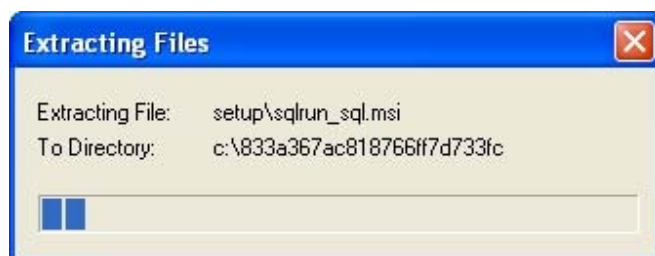 Extracting Files
Extracting File: setup\sqlrun_sql.msi
To Directory: c:\833a367ac818766ff7d733fc